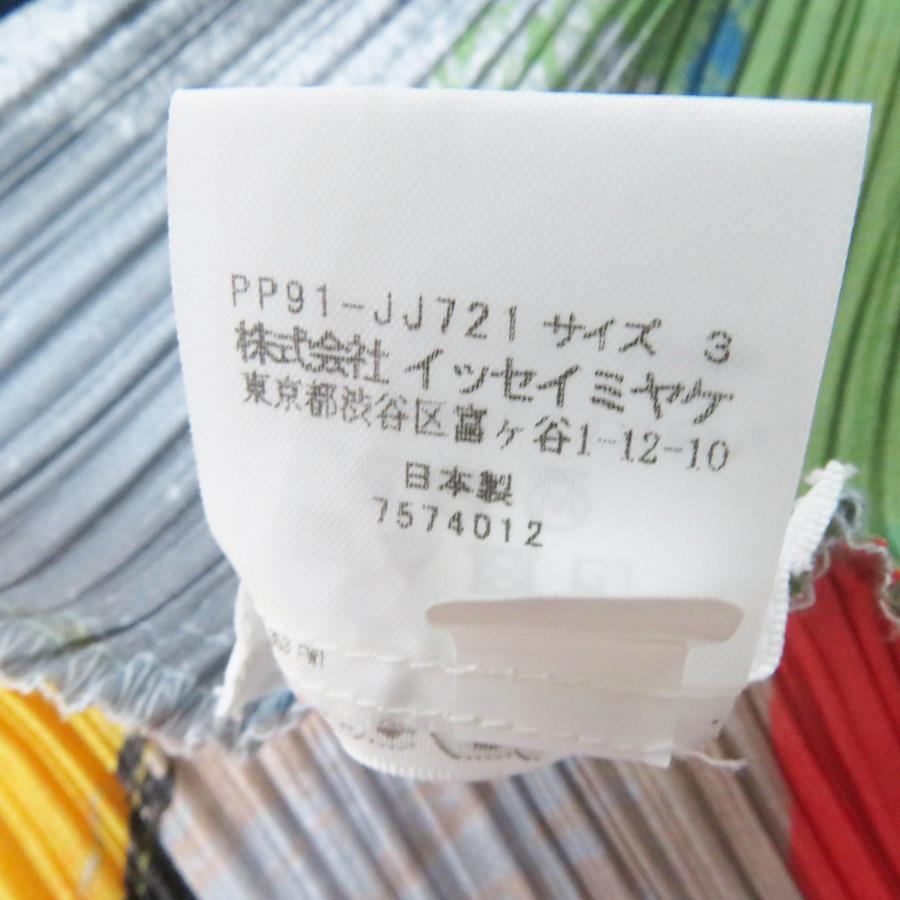 PP91-JJ721 サイズ 3
株式会社 イッセイミヤケ
東京都渋谷区富ヶ谷1-12-10
日本製
7574012